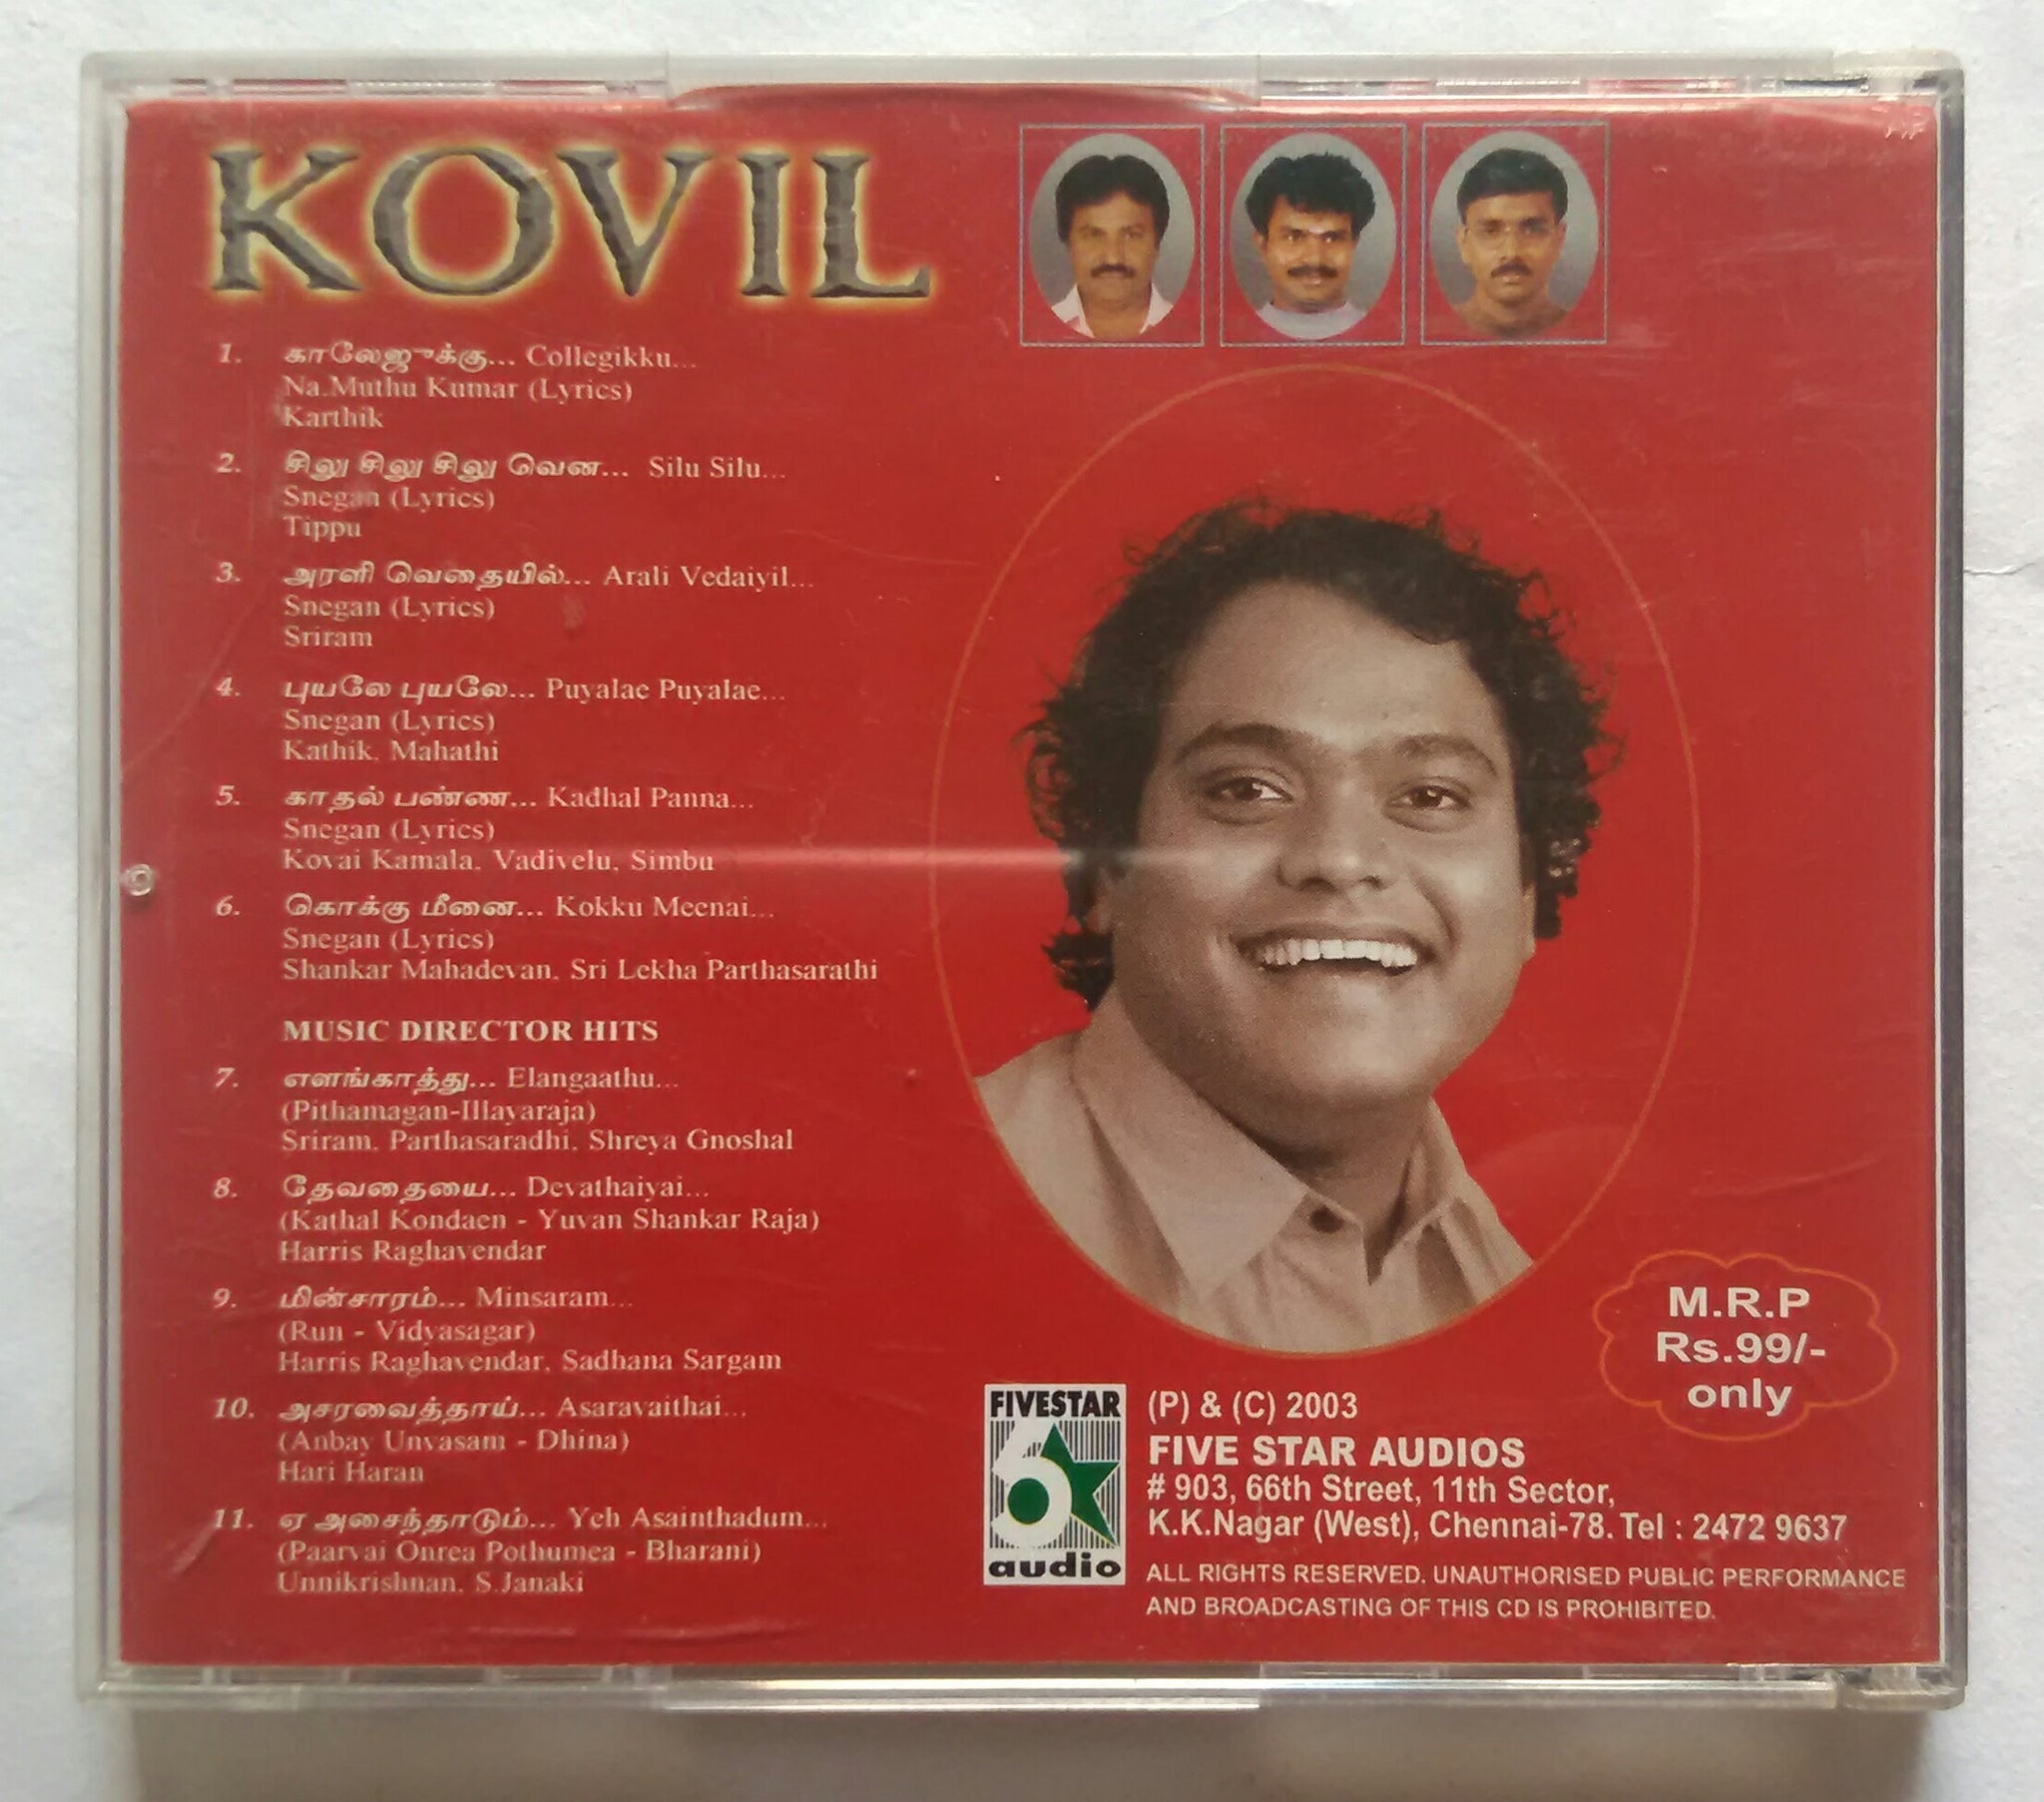 KOVIL
1. காலேஜுக்கு... Collegikku...
Na.Muthu Kumar (Lyrics)
Karthik
2. சிலு சிலு சிலு வென... Silu Silu...
Snegan (Lyrics)
Tippu
3. அரளி வெதையில்... Arali Vedaiyil...
Snegan (Lyrics)
Sriram
4. புயலே புயலே... Puyalae Puyalae...
Snegan (Lyrics)
Kathik, Mahathi
5. காதல் பண்ண... Kadhal Panna...
Snegan (Lyrics)
Kovai Kamala, Vadivelu, Simbu
6. கொக்கு மீனை... Kokku Meenai...
Snegan (Lyrics)
Shankar Mahadevan, Sri Lekha Parthasarathi
MUSIC DIRECTOR HITS
7. எளங்காத்து... Elangaathu...
(Pithamagan-Illayaraja)
Sriram, Parthasaradhi, Shreya Gnoshal
8. தேவதையை... Devathaiyai...
(Kathal Kondaen - Yuvan Shankar Raja)
Harris Raghavendar
9. மின்சாரம்... Minsaram...
(Run - Vidyasagar)
Harris Raghavendar, Sadhana Sargam
10. அசரவைத்தாய்... Asaravaithai...
(Anbay Unvasam - Dhina)
Hari Haran
11. ஏ அசைந்தாடும்... Yeh Asainthadum...
(Paarvai Onrea Pothumea - Bharani)
Unnikrishnan, S.Janaki
M.R.P
Rs.99/-
only
FIVESTAR
audio
(P) & (C) 2003
FIVE STAR AUDIOS
# 903, 66th Street, 11th Sector,
K.K.Nagar (West), Chennai-78. Tel : 2472 9637
ALL RIGHTS RESERVED. UNAUTHORISED PUBLIC PERFORMANCE
AND BROADCASTING OF THIS CD IS PROHIBITED.